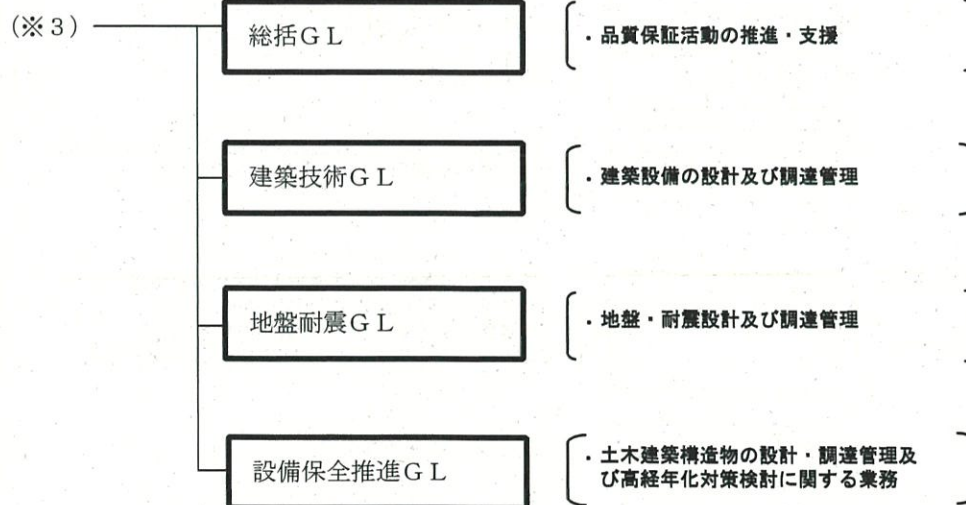 (※3)
総括GL
・品質保証活動の推進・支援
建築技術GL
・建築設備の設計及び調達管理
地盤耐震GL
・地盤・耐震設計及び調達管理
設備保全推進GL
・土木建築構造物の設計・調達管理及
び高経年化対策検討に関する業務